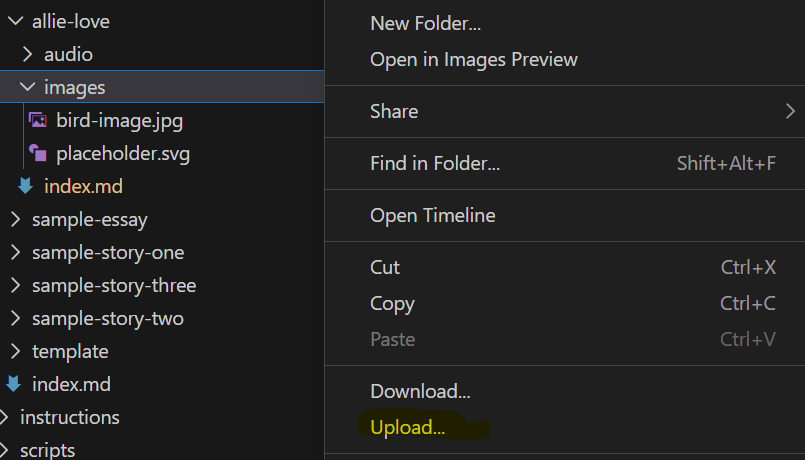 allie-love
audio
images
bird-image.jpg
placeholder.svg
index.md
sample-essay
sample-story-one
sample-story-three
sample-story-two
template
index.md
instructions
scripts
New Folder...
Open in Images Preview
Share
Find in Folder... Shift+Alt+F
Open Timeline
Cut Ctrl+X
Copy Ctrl+C
Paste Ctrl+V
Download...
Upload...